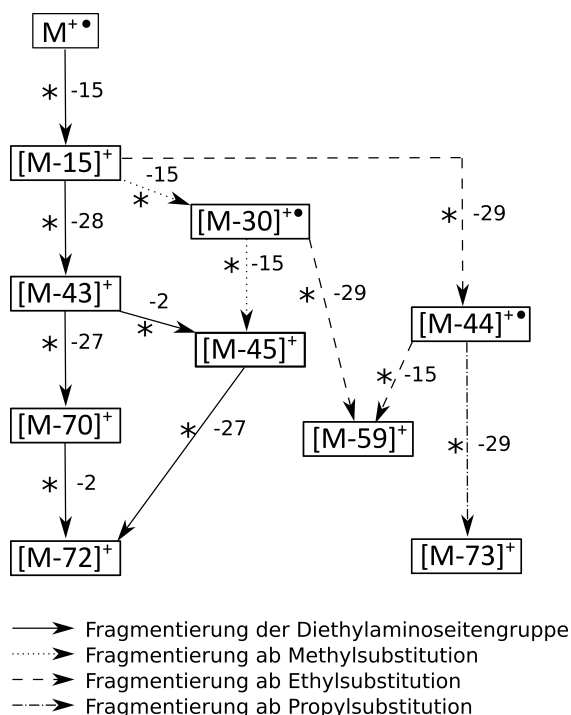 M+●
* -15
[M-15]+
-15
*
* -29
* -28
[M-30]+●
* -15
* -29
[M-43]+
-2
*
[M-44]+●
* -27
[M-45]+
* -15
[M-70]+
* -27
[M-59]+
* -29
* -2
[M-72]+
[M-73]+
Fragmentierung der Diethylaminoseitengruppe
Fragmentierung ab Methylsubstitution
Fragmentierung ab Ethylsubstitution
Fragmentierung ab Propylsubstitution